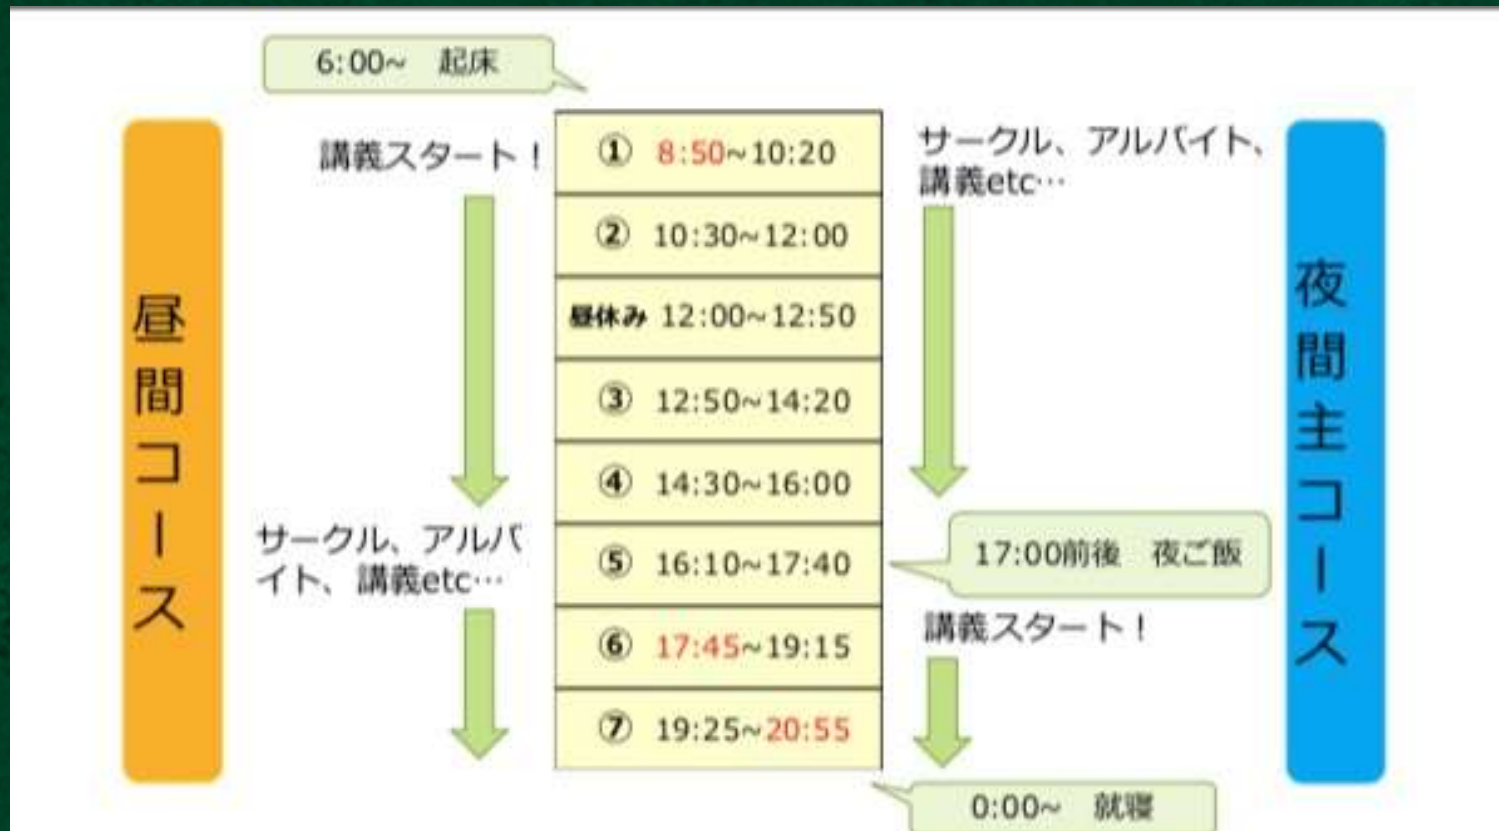 6:00~ 起床
昼間コース
講義スタート！
サークル、アルバ
イト、講義etc…
① 8:50~10:20
② 10:30~12:00
昼休み 12:00~12:50
③ 12:50~14:20
④ 14:30~16:00
⑤ 16:10~17:40
⑥ 17:45~19:15
⑦ 19:25~20:55
サークル、アルバイト、
講義etc…
17:00前後 夜ご飯
講義スタート！
0:00~ 就寝
夜間主コース